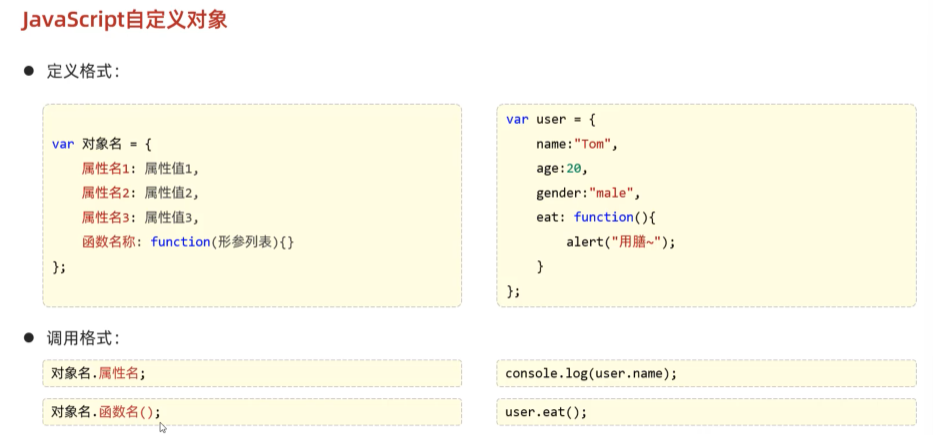 JavaScript自定义对象
● 定义格式：
var 对象名 = {
    属性名1: 属性值1,
    属性名2: 属性值2,
    属性名3: 属性值3,
    函数名称: function(形参列表){}
};
var user = {
    name:"Tom",
    age:20,
    gender:"male",
    eat: function(){
        alert("用膳~");
    }
};
● 调用格式：
对象名.属性名;
console.log(user.name);
对象名.函数名();
user.eat();